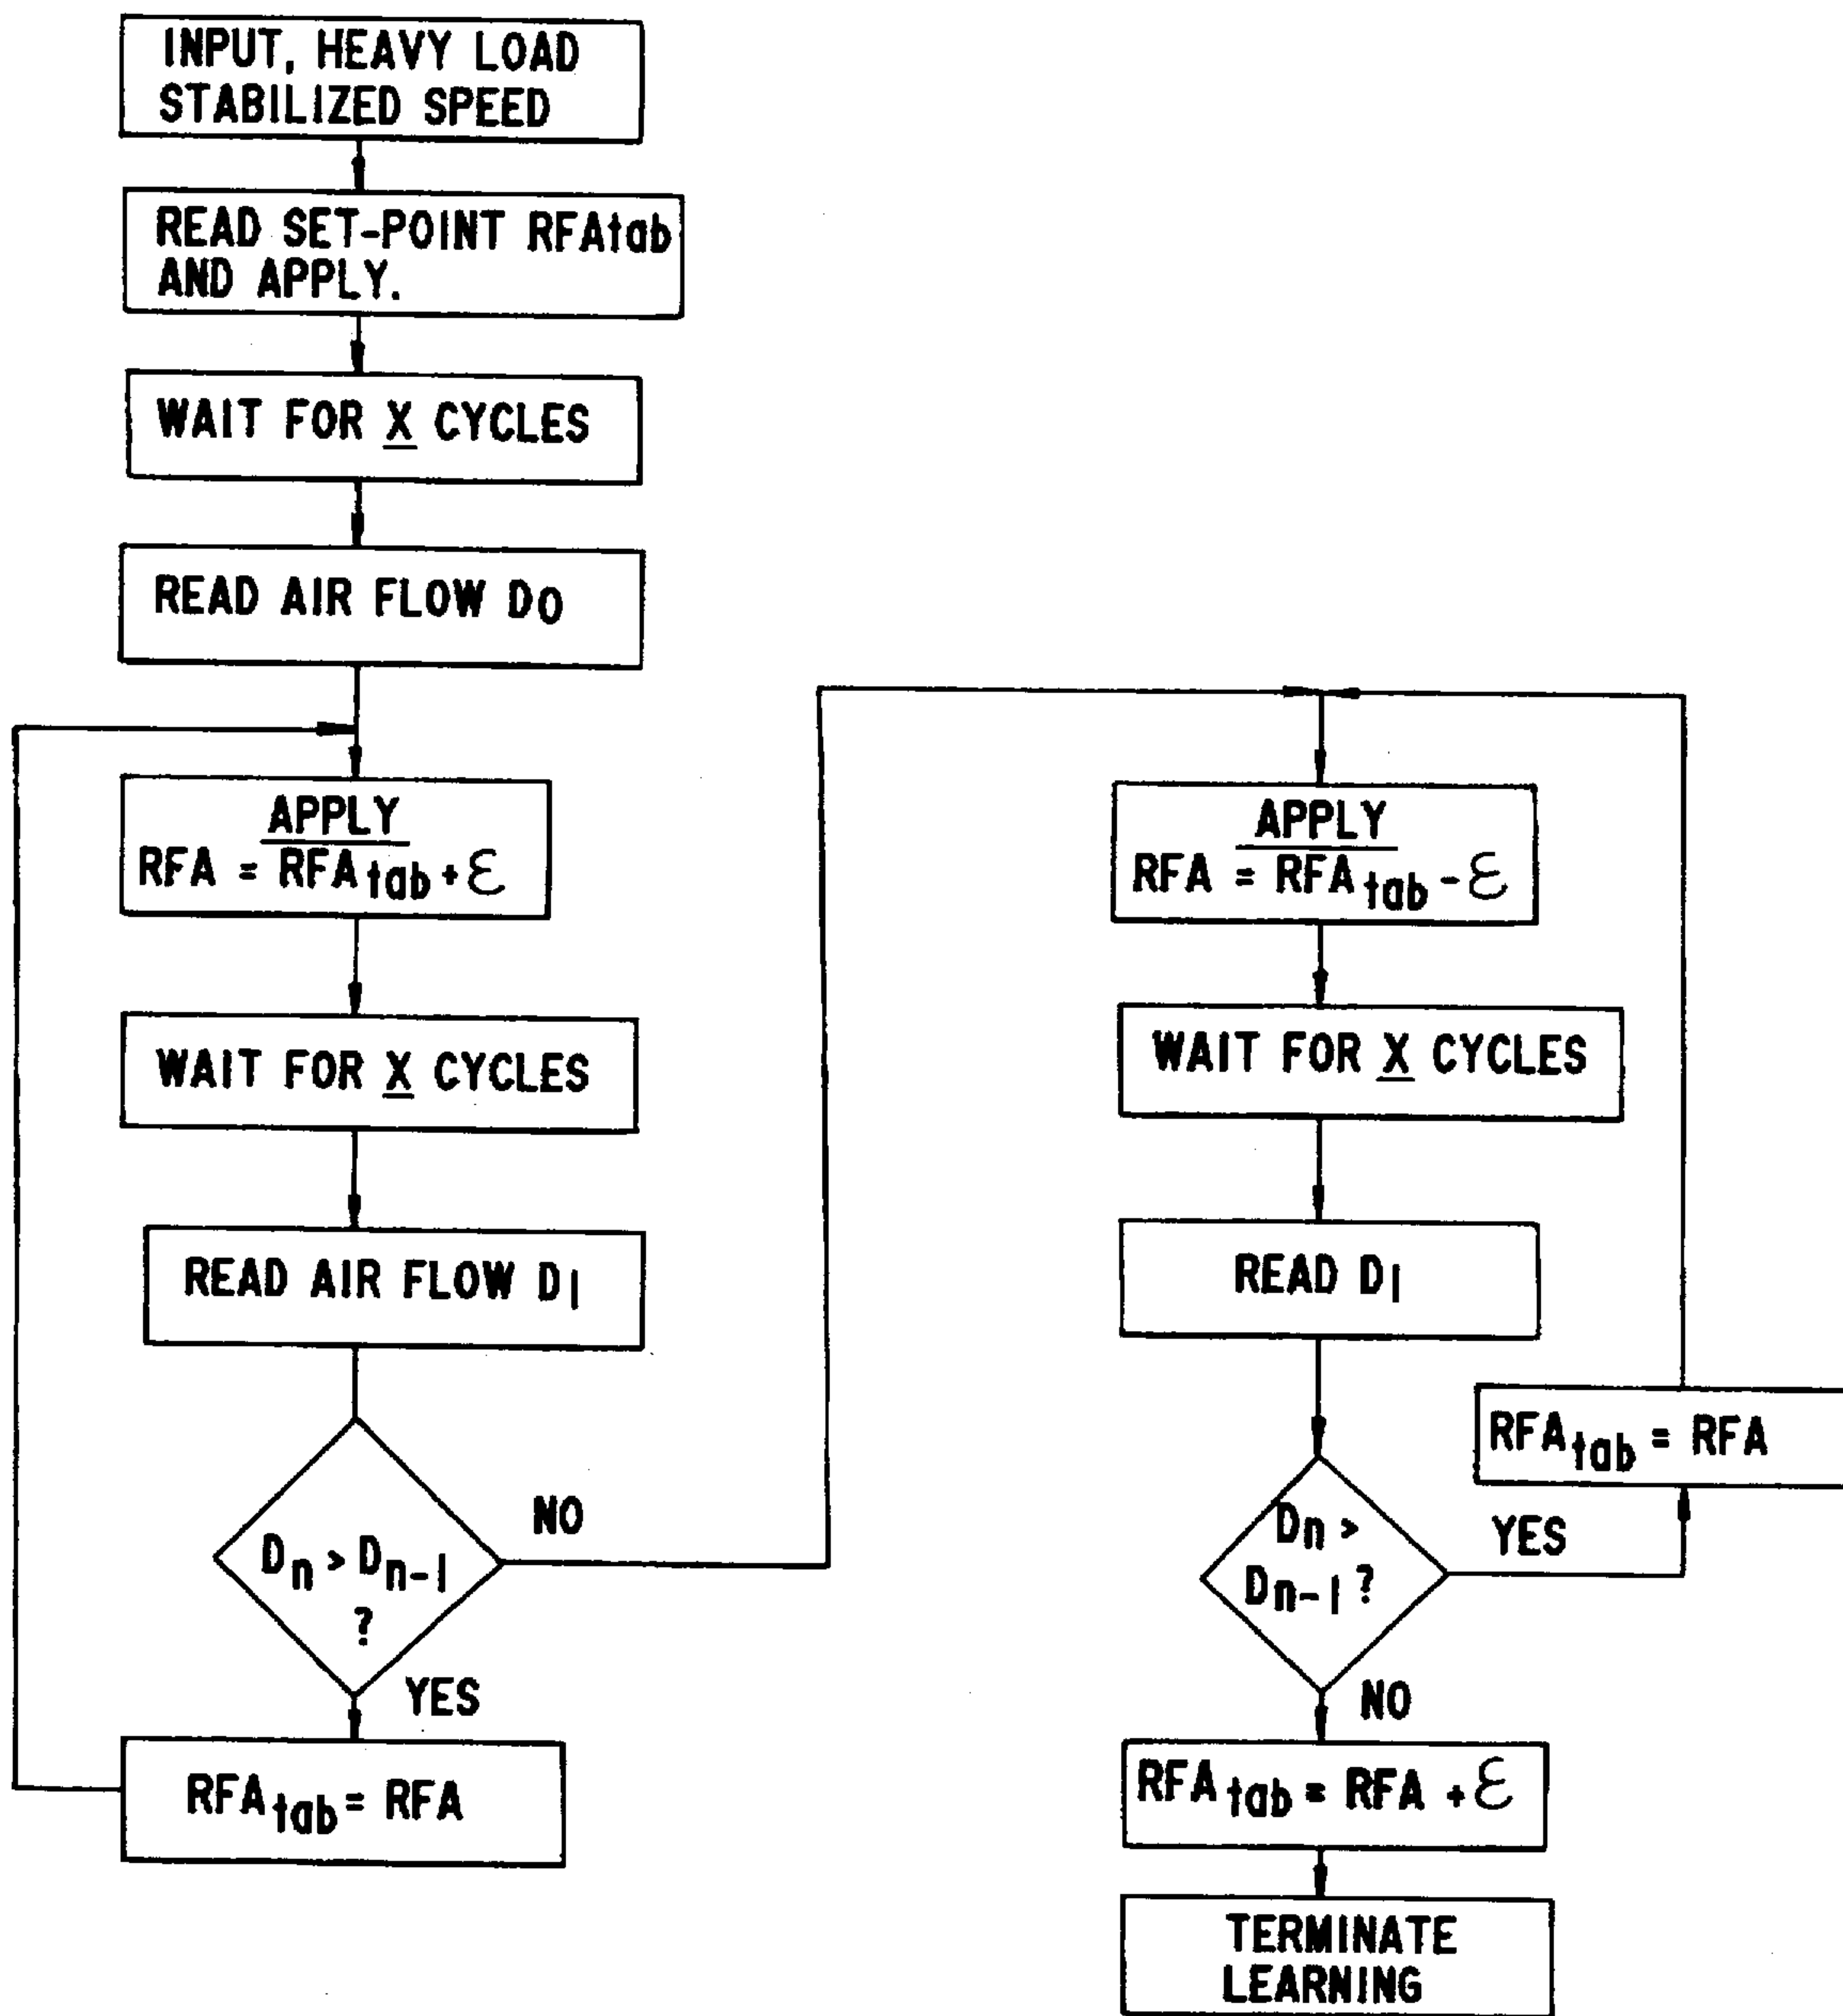 INPUT, HEAVY LOAD
STABILIZED SPEED
READ SET-POINT RFAtab
AND APPLY.
WAIT FOR X CYCLES
READ AIR FLOW D0
APPLY
RFA = RFAtab + ε
WAIT FOR X CYCLES
READ AIR FLOW D1
Dn > Dn-1
?
NO
YES
RFAtab = RFA
APPLY
RFA = RFAtab - ε
WAIT FOR X CYCLES
READ D1
Dn >
Dn-1 ?
YES
RFAtab = RFA
NO
RFAtab = RFA + ε
TERMINATE
LEARNING